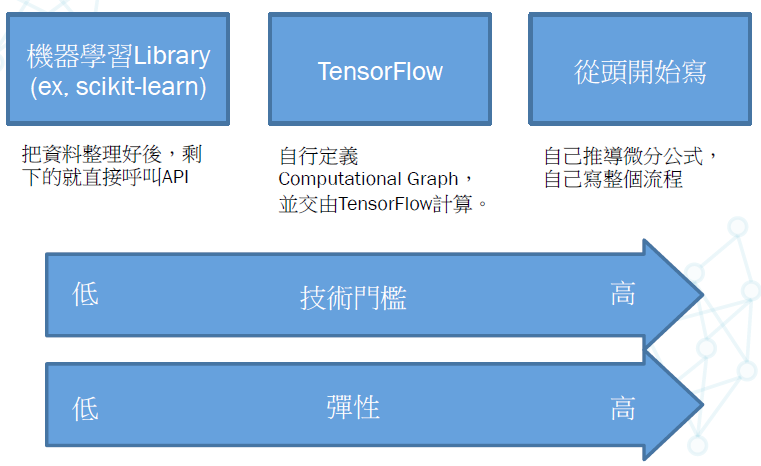 機器學習Library
(ex, scikit-learn)
TensorFlow
從頭開始寫
把資料整理好後，剩
下的就直接呼叫API
自行定義
Computational Graph，
並交由TensorFlow計算。
自己推導微分公式，
自己寫整個流程
低 技術門檻 高
低 彈性 高